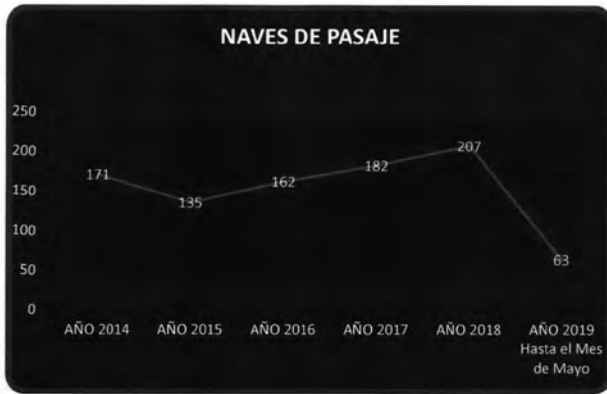 NAVES DE PASAJE
250
200
150
100
50
0
171
135
162
182
207
63
AÑO 2014
AÑO 2015
AÑO 2016
AÑO 2017
AÑO 2018
AÑO 2019
Hasta el Mes
de Mayo